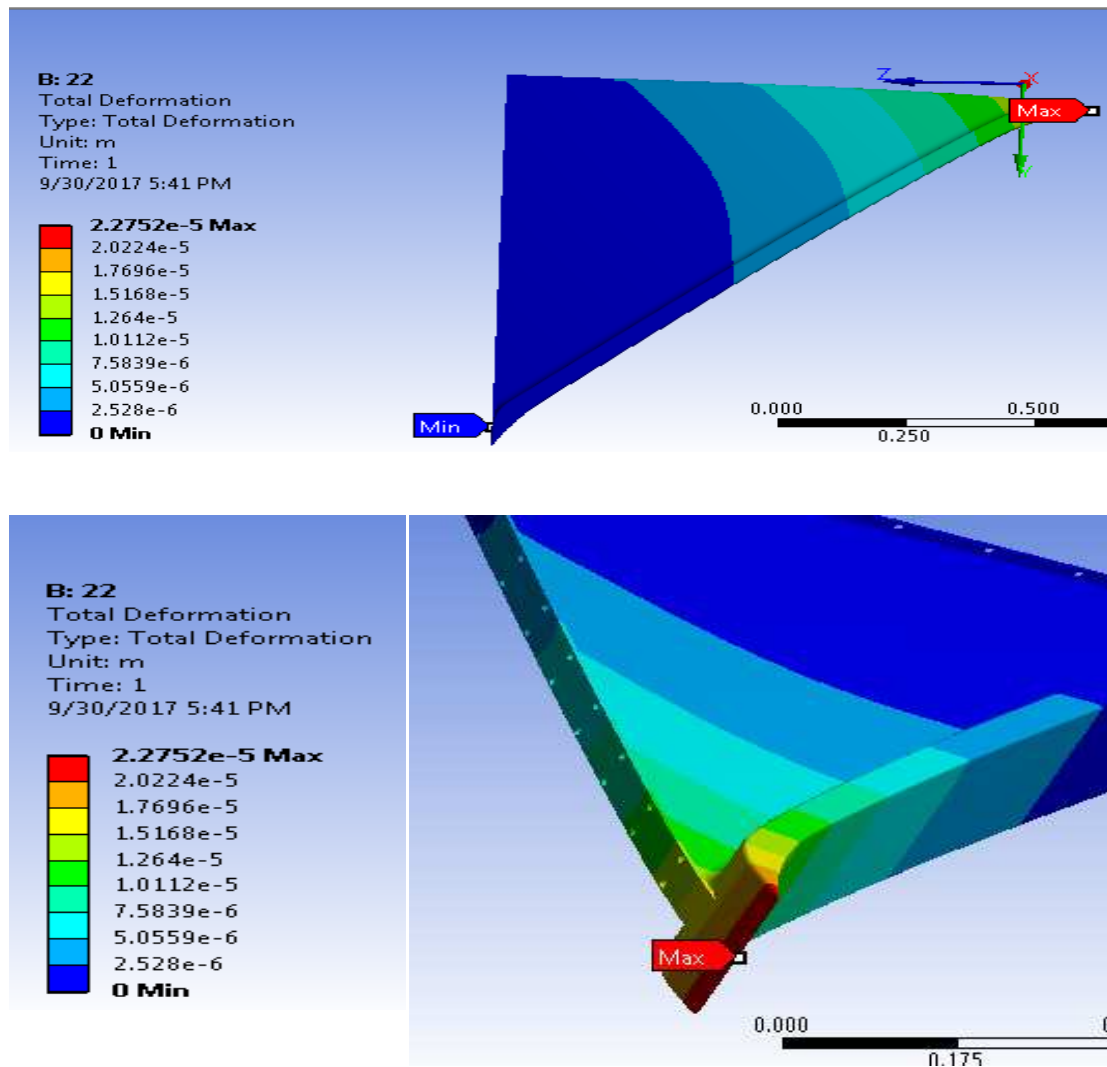 B: 22
Total Deformation
Type: Total Deformation
Unit: m
Time: 1
9/30/2017 5:41 PM
2.2752e-5 Max
2.0224e-5
1.7696e-5
1.5168e-5
1.264e-5
1.0112e-5
7.5839e-6
5.0559e-6
2.528e-6
0 Min
Z
X
Max
Y
Min
0.000
0.500
0.250
B: 22
Total Deformation
Type: Total Deformation
Unit: m
Time: 1
9/30/2017 5:41 PM
2.2752e-5 Max
2.0224e-5
1.7696e-5
1.5168e-5
1.264e-5
1.0112e-5
7.5839e-6
5.0559e-6
2.528e-6
0 Min
Max
0.000
0.175